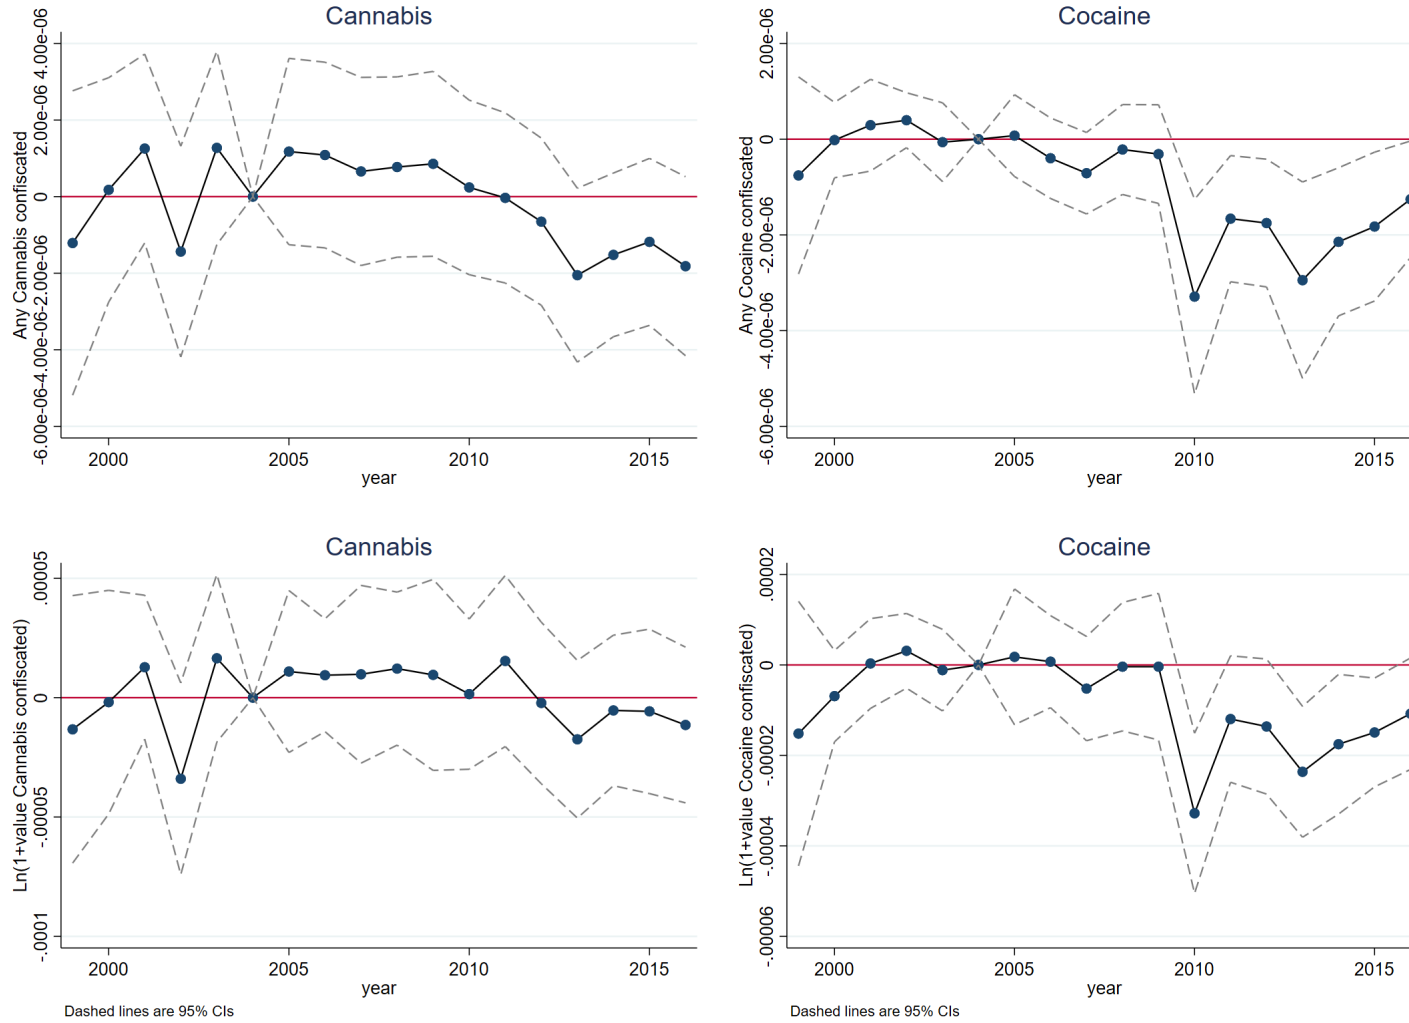 Cannabis
Any Cannabis confiscated
4.00e-06
2.00e-06
0
-2.00e-06
-4.00e-06
-6.00e-06
2000 2005 2010 2015
year
Cocaine
Any Cocaine confiscated
2.00e-06
0
-2.00e-06
-4.00e-06
-6.00e-06
2000 2005 2010 2015
year
Cannabis
Ln(1+value Cannabis confiscated)
.00005
0
-.00005
-.0001
2000 2005 2010 2015
year
Dashed lines are 95% CIs
Cocaine
Ln(1+value Cocaine confiscated)
.00002
0
-.00002
-.00004
-.00006
2000 2005 2010 2015
year
Dashed lines are 95% CIs